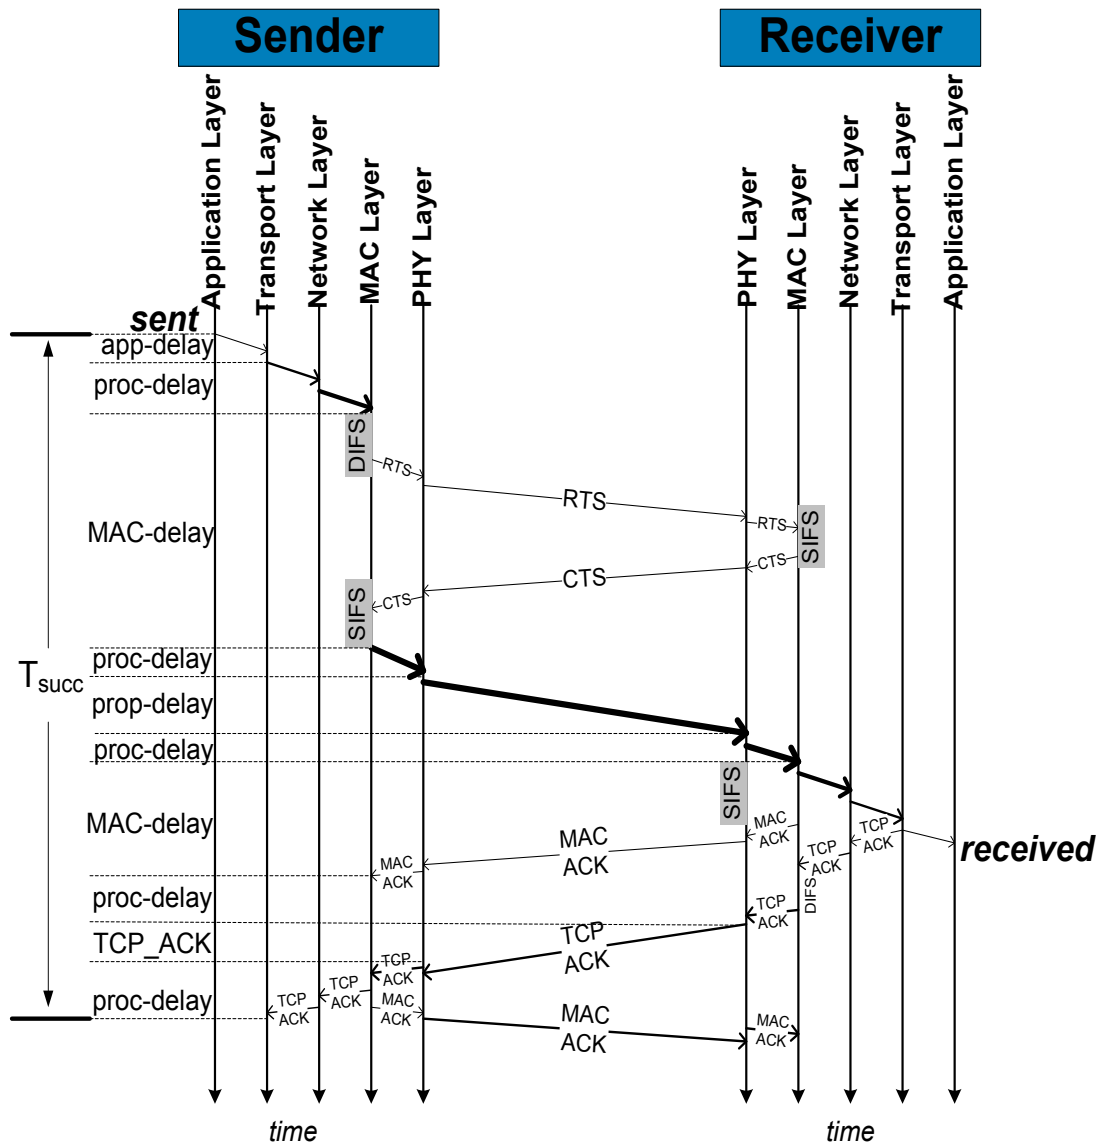 Sender
Receiver
Application Layer
Transport Layer
Network Layer
MAC Layer
PHY Layer
PHY Layer
MAC Layer
Network Layer
Transport Layer
Application Layer
sent
app-delay
proc-delay
DIFS
RTS
RTS
RTS
SIFS
MAC-delay
CTS
CTS
CTS
SIFS
proc-delay
T succ
prop-delay
proc-delay
SIFS
MAC-delay
MAC
ACK
MAC
ACK
MAC
ACK
TCP
ACK
TCP
ACK
received
proc-delay
DIFS
TCP
ACK
TCP_ACK
TCP
ACK
TCP
ACK
TCP
ACK
TCP
ACK
proc-delay
MAC
ACK
MAC
ACK
MAC
ACK
time
time